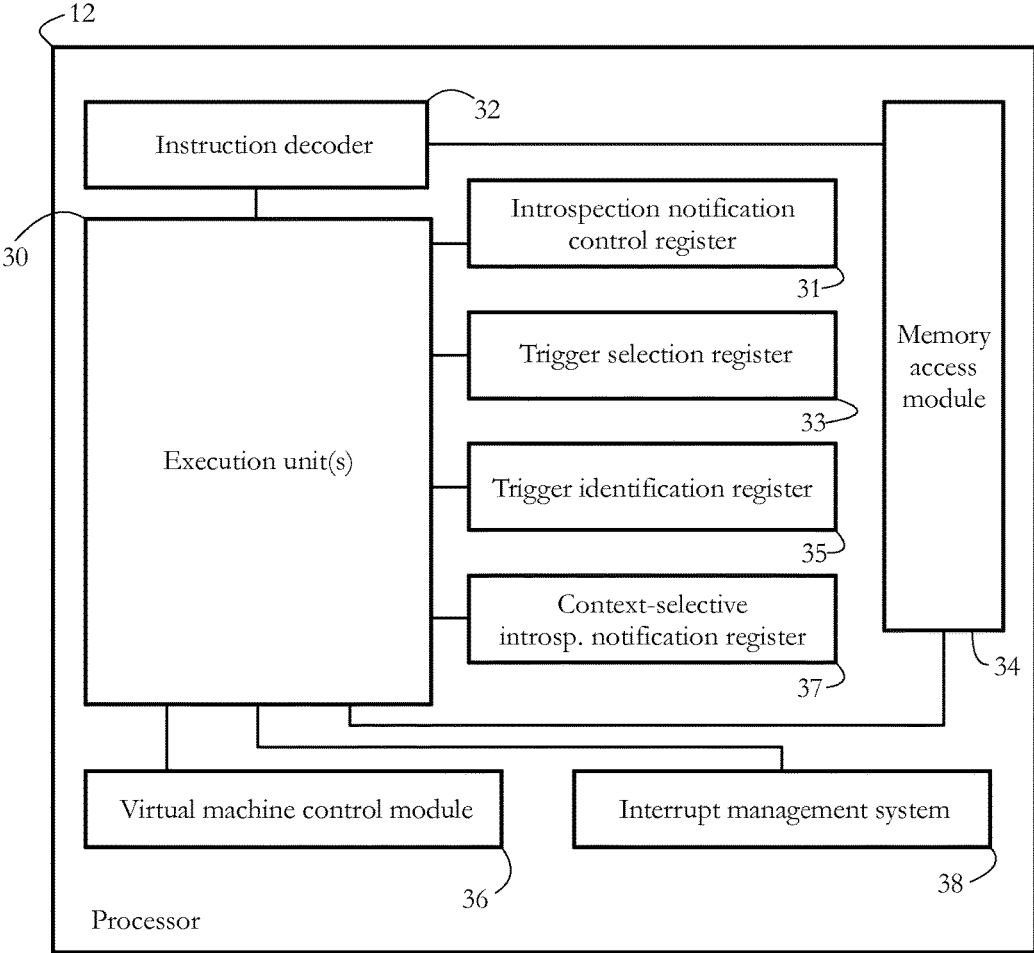 12
32
Instruction decoder
Introspection notification
control register
30
31
Memory
access
module
Trigger selection register
33
Execution unit(s)
Trigger identification register
35
Context-selective
introsp. notification register
34
37
Virtual machine control module
Interrupt management system
36
38
Processor